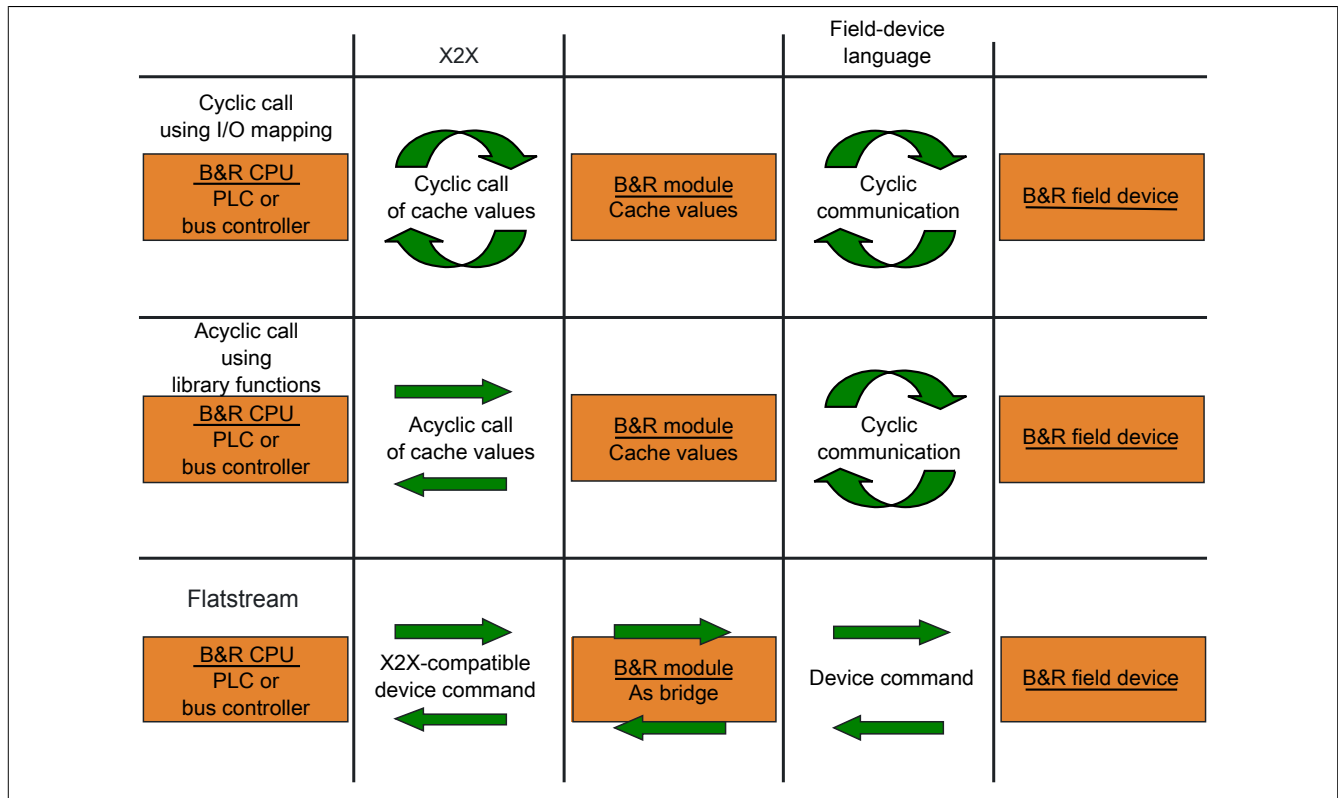 X2X
Field-device
language
Cyclic call
using I/O mapping
B&R CPU
PLC or
bus controller
Cyclic call
of cache values
B&R module
Cache values
Cyclic
communication
B&R field device
Acyclic call
using
library functions
B&R CPU
PLC or
bus controller
Acyclic call
of cache values
B&R module
Cache values
Cyclic
communication
B&R field device
Flatstream
B&R CPU
PLC or
bus controller
X2X-compatible
device command
B&R module
As bridge
Device command
B&R field device